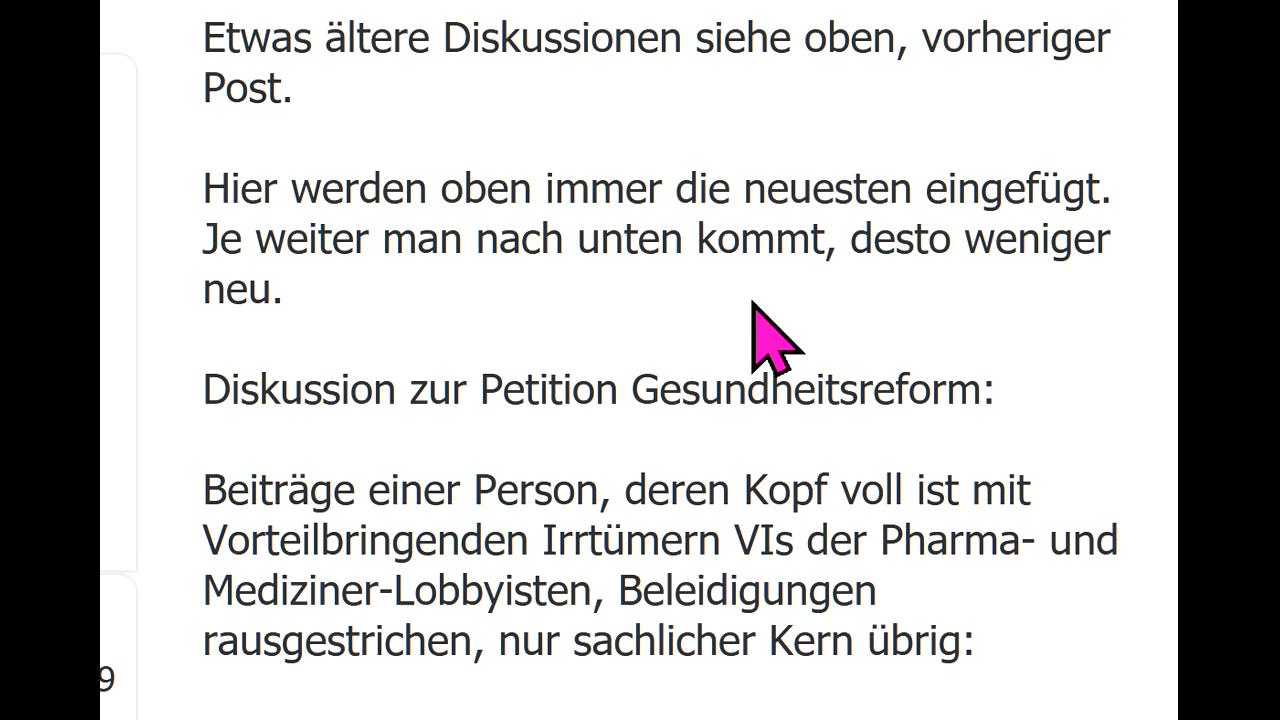 Etwas ältere Diskussionen siehe oben, vorheriger
Post.
Hier werden oben immer die neuesten eingefügt.
Je weiter man nach unten kommt, desto weniger
neu.
Diskussion zur Petition Gesundheitsreform:
Beiträge einer Person, deren Kopf voll ist mit
Vorteilbringenden Irrtümern VIs der Pharma- und
Mediziner-Lobbyisten, Beleidigungen
rausgestrichen, nur sachlicher Kern übrig:
9